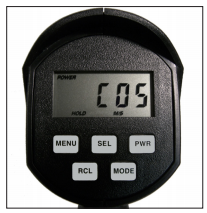 POWER
C05
HOLD M/S
MENU SEL PWR
RCL MODE